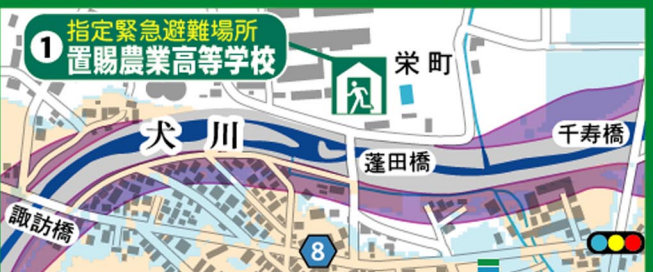 1 指定緊急避難場所
置賜農業高等学校
栄町
犬川
千寿橋
蓬田橋
諏訪橋
8